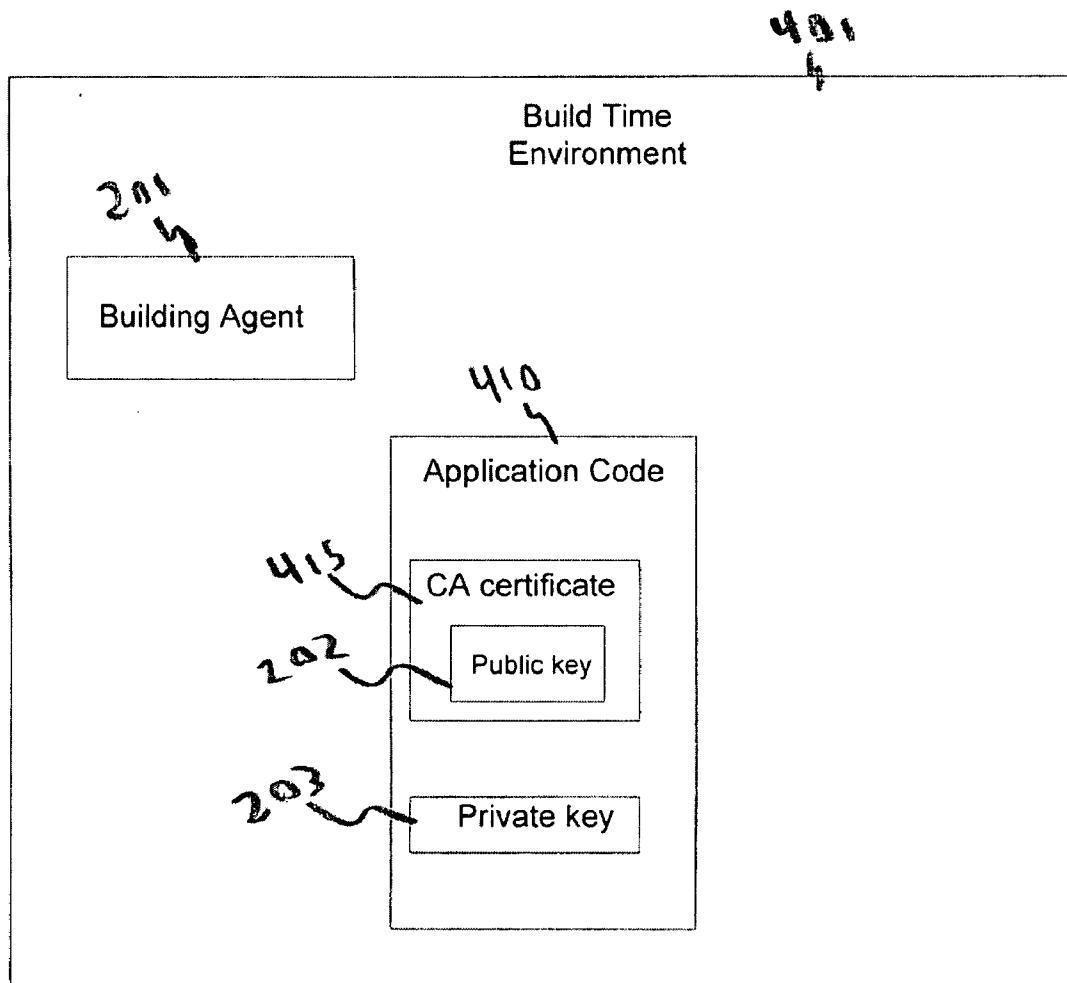 401
Build Time
Environment
201
Building Agent
410
Application Code
415
CA certificate
202
Public key
203
Private key